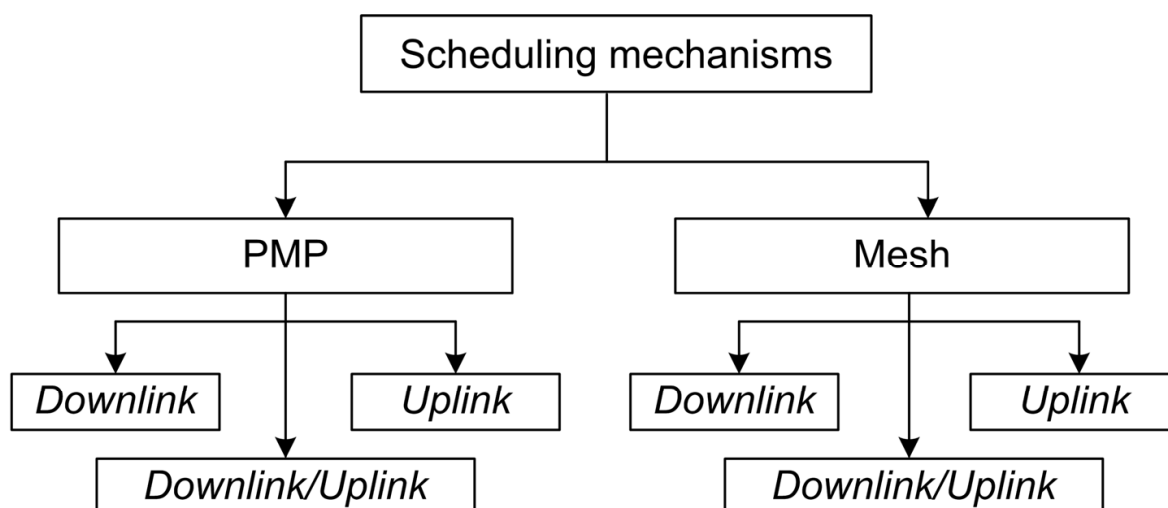 Scheduling mechanisms
PMP
Mesh
Downlink
Uplink
Downlink
Uplink
Downlink/Uplink
Downlink/Uplink